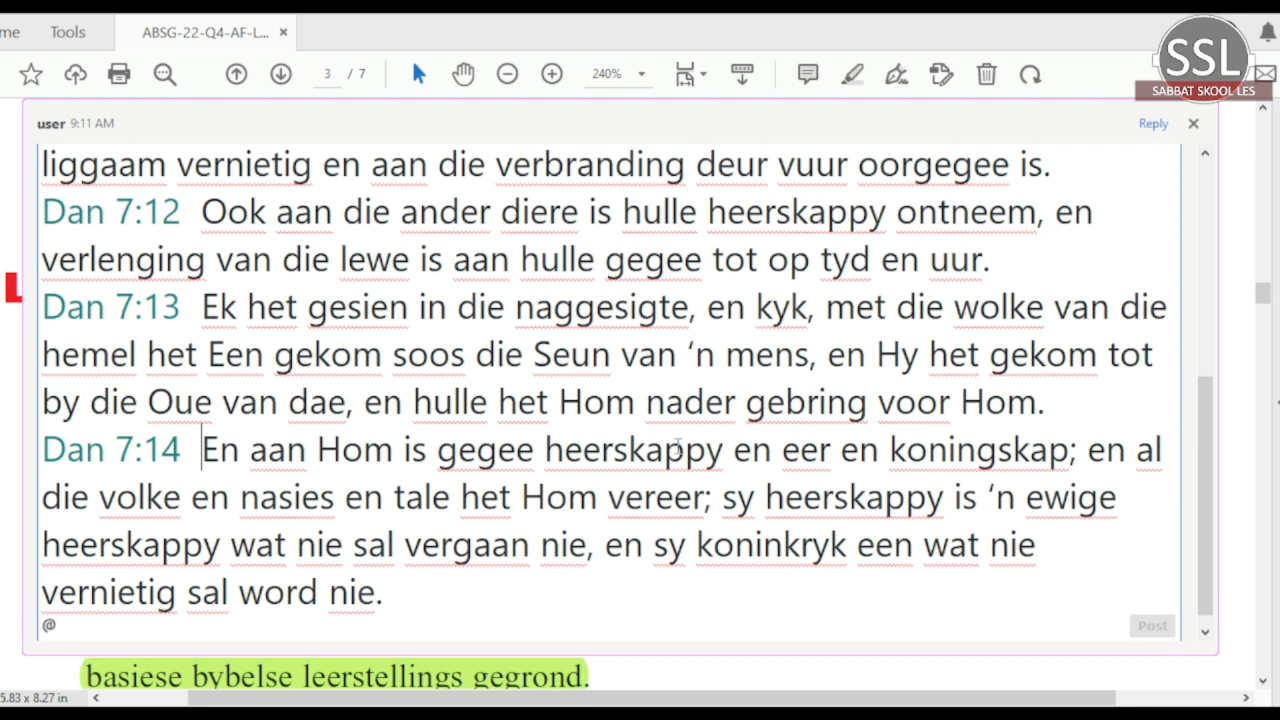 me Tools ABSG-22-Q4-AF-L... ×
SSL
SABBAT SKOOL LES
3 / 7 240%
user 9:11 AM Reply
liggaam vernietig en aan die verbranding deur vuur oorgegee is.
Dan 7:12 Ook aan die ander diere is hulle heerskappy ontneem, en
verlenging van die lewe is aan hulle gegee tot op tyd en uur.
L
Dan 7:13 Ek het gesien in die naggesigte, en kyk, met die wolke van die
hemel het Een gekom soos die Seun van ‘n mens, en Hy het gekom tot
by die Oue van dae, en hulle het Hom nader gebring voor Hom.
Dan 7:14 En aan Hom is gegee heerskappy en eer en koningskap; en al
die volke en nasies en tale het Hom vereer; sy heerskappy is ‘n ewige
heerskappy wat nie sal vergaan nie, en sy koninkryk een wat nie
vernietig sal word nie.
@ Post
basiese bybelse leerstellings gegrond.
5.83 x 8.27 in